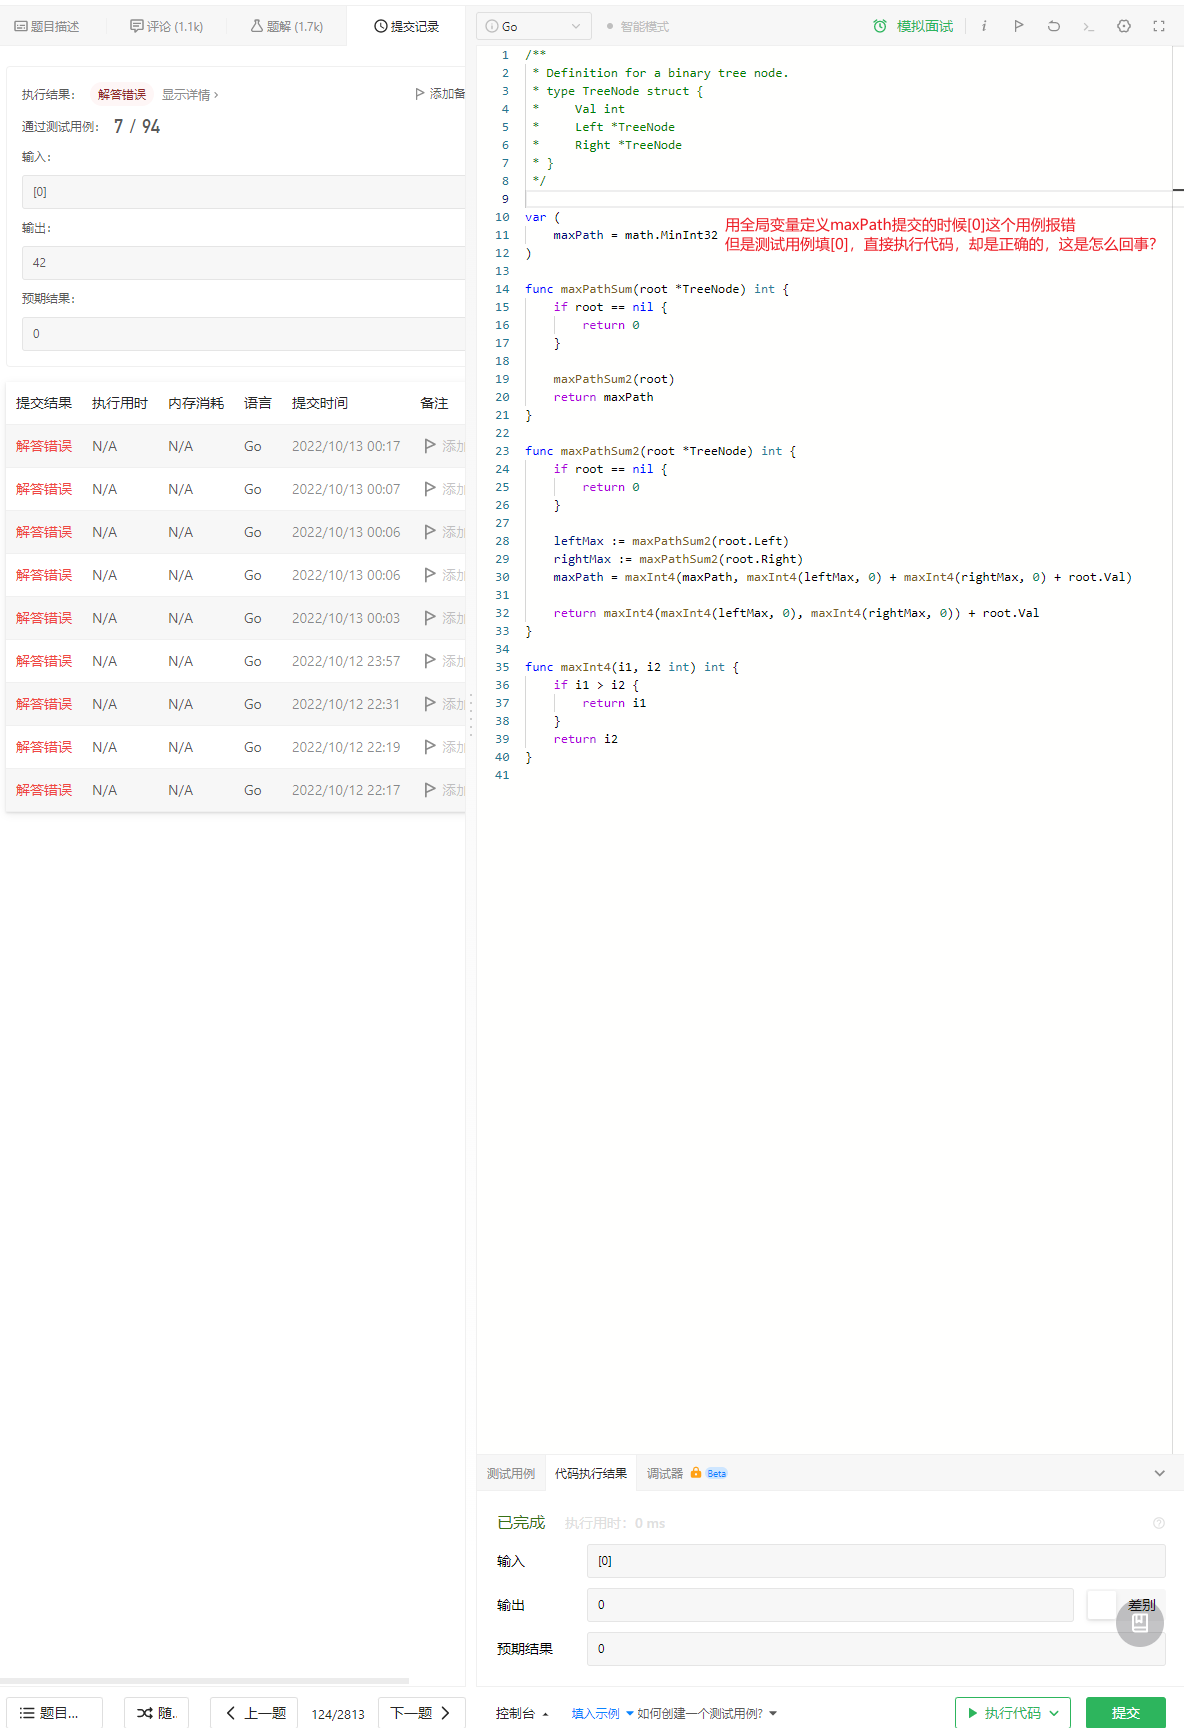 题目描述
评论 (1.1k)
题解 (1.7k)
提交记录
执行结果：
解答错误
显示详情 ›
添加备
通过测试用例：
7 / 94
输入：
[0]
输出：
42
预期结果：
0
提交结果 执行用时 内存消耗 语言 提交时间 备注
解答错误 N/A N/A Go 2022/10/13 00:17 添加
解答错误 N/A N/A Go 2022/10/13 00:07 添加
解答错误 N/A N/A Go 2022/10/13 00:06 添加
解答错误 N/A N/A Go 2022/10/13 00:06 添加
解答错误 N/A N/A Go 2022/10/13 00:03 添加
解答错误 N/A N/A Go 2022/10/12 23:57 添加
解答错误 N/A N/A Go 2022/10/12 22:31 添加
解答错误 N/A N/A Go 2022/10/12 22:19 添加
解答错误 N/A N/A Go 2022/10/12 22:17 添加
题目...
随.
上一题
124/2813
下一题
Go
智能模式
模拟面试
i
1 /**
2  * Definition for a binary tree node.
3  * type TreeNode struct {
4  *     Val int
5  *     Left *TreeNode
6  *     Right *TreeNode
7  * }
8  */
9
10 var (
11     maxPath = math.MinInt32
12 )
用全局变量定义maxPath提交的时候[0]这个用例报错
但是测试用例填[0]，直接执行代码，却是正确的，这是怎么回事？
13
14 func maxPathSum(root *TreeNode) int {
15     if root == nil {
16         return 0
17     }
18
19     maxPathSum2(root)
20     return maxPath
21 }
22
23 func maxPathSum2(root *TreeNode) int {
24     if root == nil {
25         return 0
26     }
27
28     leftMax := maxPathSum2(root.Left)
29     rightMax := maxPathSum2(root.Right)
30     maxPath = maxInt4(maxPath, maxInt4(leftMax, 0) + maxInt4(rightMax, 0) + root.Val)
31
32     return maxInt4(maxInt4(leftMax, 0), maxInt4(rightMax, 0)) + root.Val
33 }
34
35 func maxInt4(i1, i2 int) int {
36     if i1 > i2 {
37         return i1
38     }
39     return i2
40 }
41
测试用例
代码执行结果
调试器
Beta
已完成
执行用时：0 ms
输入
[0]
输出
0
差别
预期结果
0
控制台
填入示例
如何创建一个测试用例?
执行代码
提交